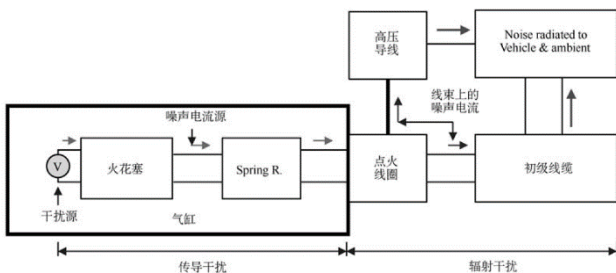 高压
导线
Noise radiated to
Vehicle & ambient
线束上的
噪声电流
噪声电流源
V
火花塞
Spring R.
点火
线圈
初级线缆
干扰源
气缸
传导干扰
辐射干扰